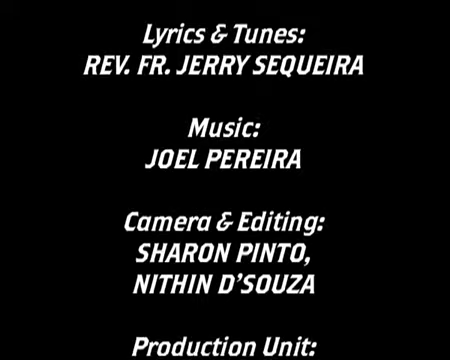 Lyrics & Tunes:
REV. FR. JERRY SEQUEIRA
Music:
JOEL PEREIRA
Camera & Editing:
SHARON PINTO,
NITHIN D'SOUZA
Production Unit: